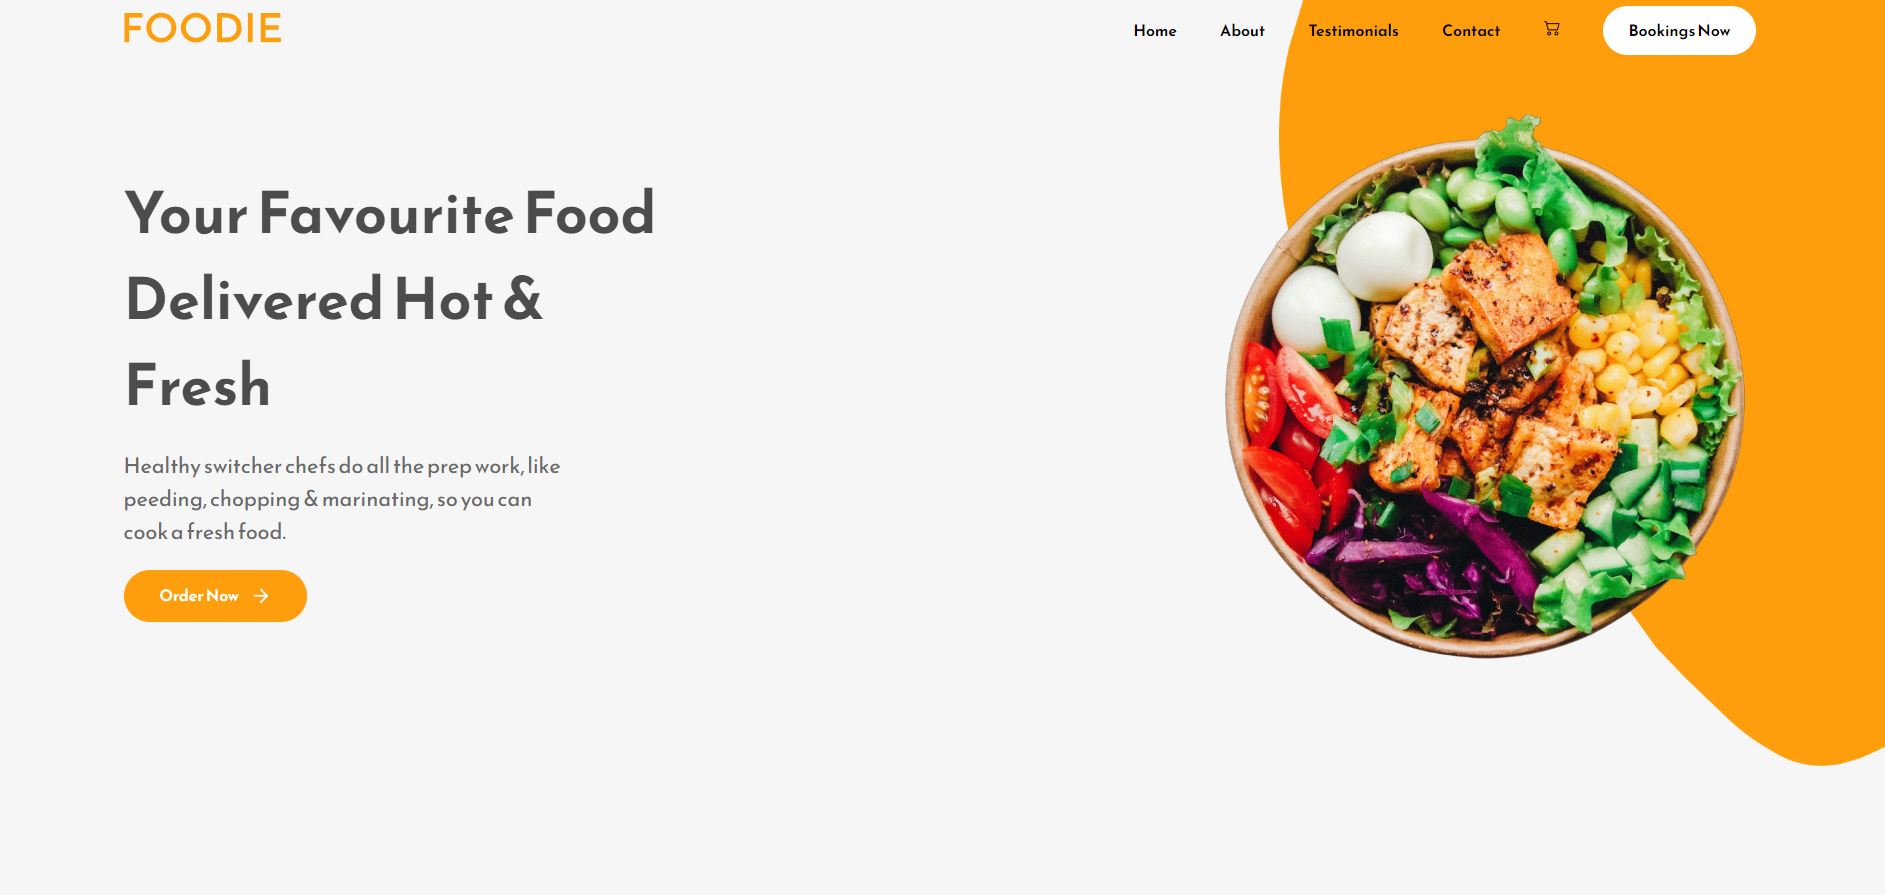 FOODIE
Home About Testimonials Contact Bookings Now
Your Favourite Food
Delivered Hot &
Fresh
Healthy switcher chefs do all the prep work, like
peeding, chopping & marinating, so you can
cook a fresh food.
Order Now